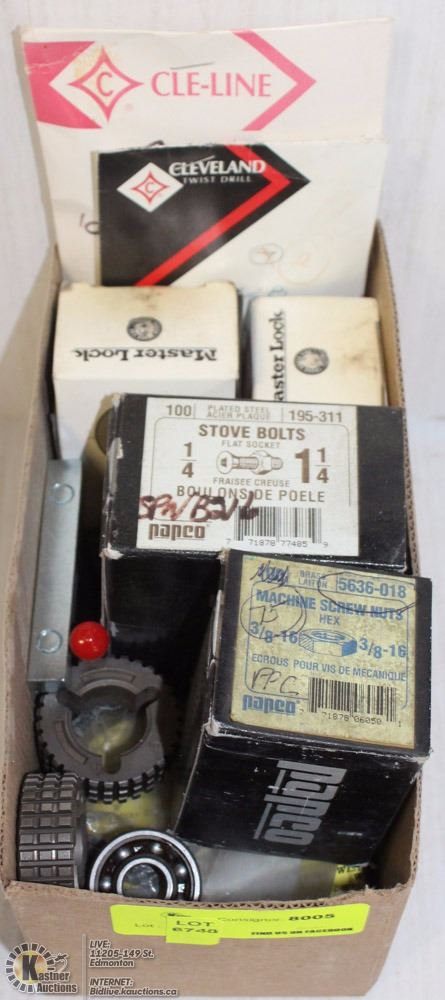 C ® CLE-LINE
C CLEVELAND
TWIST DRILL
Master Lock
aster Lock
100 PLATED STEEL
ACIER PLAQUE 195-311
STOVE BOLTS
FLAT SOCKET
1/4 1 1/4
FRAISEE CREUSE
BOULONS DE POELE
papco
7 71878 77485 9
BRASS
LAITON 5636-018
MACHINE SCREW NUTS
HEX
3/8-16 3/8-16
ECROUS POUR VIS DE MECANIQUE
papco
71878 06050 1
papco
Consignor: 8005
LOT
6748
FIND US ON FACEBOOK
Kastner
Auctions
LIVE:
11205-149 St.
Edmonton
INTERNET:
Bidlive.kauctions.ca